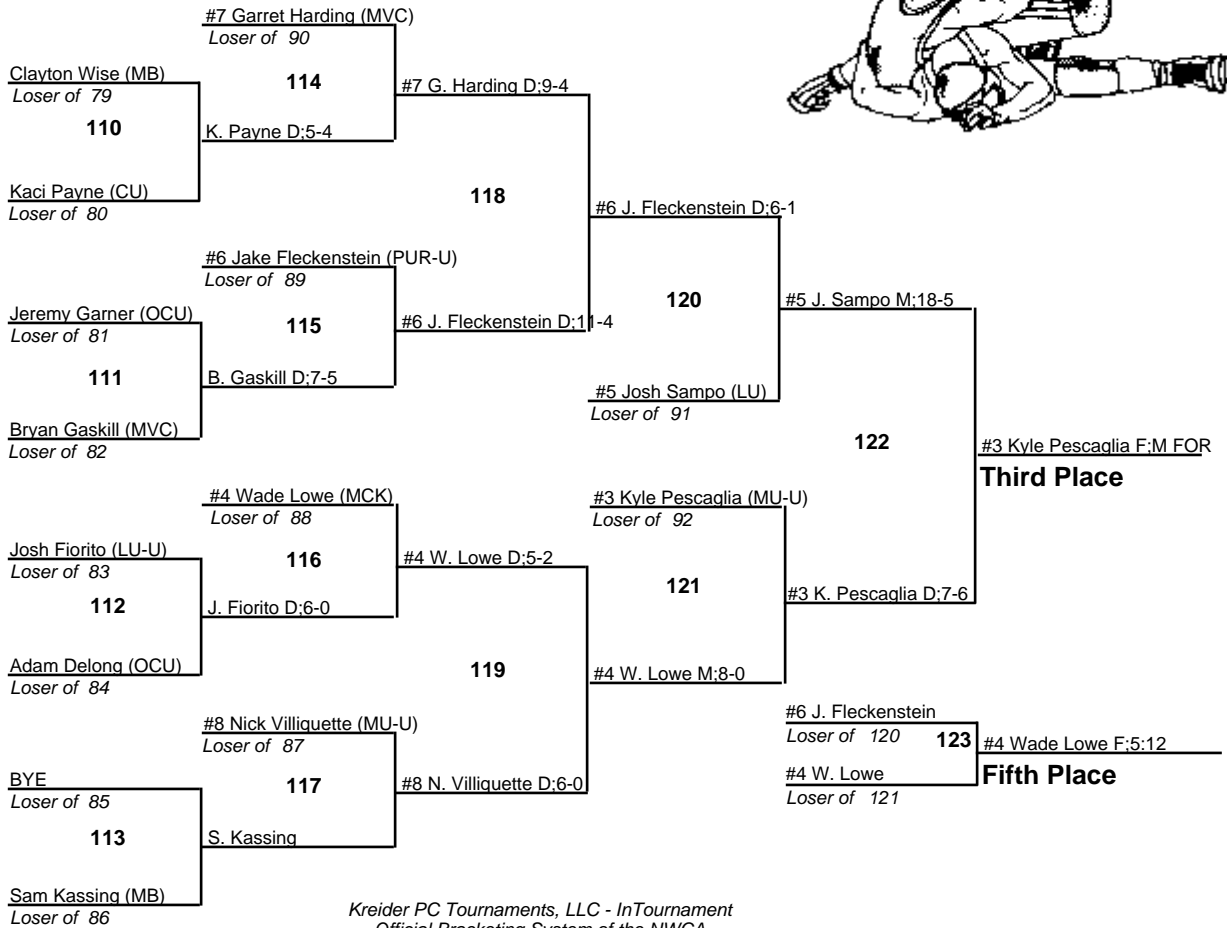 #7 Garret Harding (MVC)
Loser of 90
Clayton Wise (MB)
Loser of 79
114
#7 G. Harding D;9-4
110
K. Payne D;5-4
Kaci Payne (CU)
Loser of 80
118
#6 J. Fleckenstein D;6-1
#6 Jake Fleckenstein (PUR-U)
Loser of 89
Jeremy Garner (OCU)
Loser of 81
115
#6 J. Fleckenstein D;11-4
120
#5 J. Sampo M;18-5
111
B. Gaskill D;7-5
#5 Josh Sampo (LU)
Loser of 91
Bryan Gaskill (MVC)
Loser of 82
122
#3 Kyle Pescaglia F;M FOR
Third Place
#4 Wade Lowe (MCK)
Loser of 88
#3 Kyle Pescaglia (MU-U)
Loser of 92
Josh Fiorito (LU-U)
Loser of 83
116
#4 W. Lowe D;5-2
121
#3 K. Pescaglia D;7-6
112
J. Fiorito D;6-0
Adam Delong (OCU)
Loser of 84
119
#4 W. Lowe M;8-0
#8 Nick Villiquette (MU-U)
Loser of 87
#6 J. Fleckenstein
Loser of 120
123
#4 Wade Lowe F;5:12
Fifth Place
#4 W. Lowe
Loser of 121
BYE
Loser of 85
117
#8 N. Villiquette D;6-0
113
S. Kassing
Sam Kassing (MB)
Loser of 86
Kreider PC Tournaments, LLC - InTournament
Official Bracketing System of the NWCA